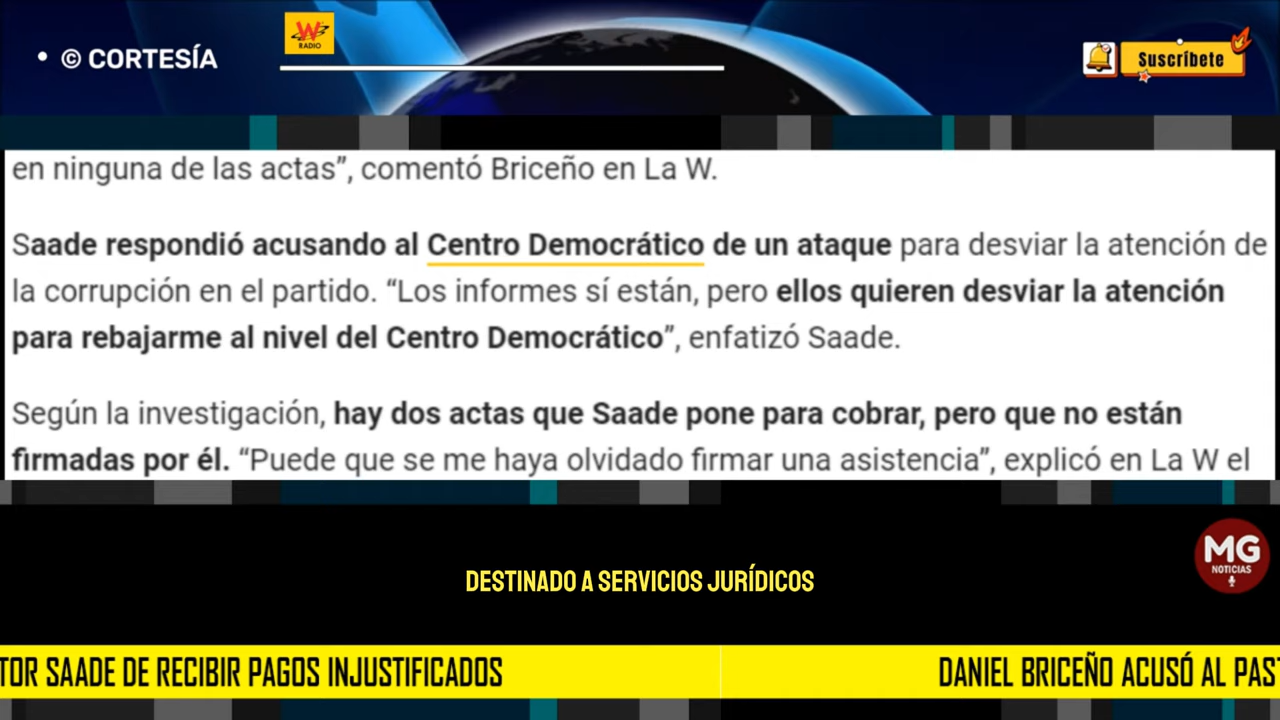 • © CORTESÍA
W
RADIO
Suscríbete
en ninguna de las actas”, comentó Briceño en La W.
Saade respondió acusando al Centro Democrático de un ataque para desviar la atención de
la corrupción en el partido. “Los informes sí están, pero ellos quieren desviar la atención
para rebajarme al nivel del Centro Democrático”, enfatizó Saade.
Según la investigación, hay dos actas que Saade pone para cobrar, pero que no están
firmadas por él. “Puede que se me haya olvidado firmar una asistencia”, explicó en La W el
MG
NOTICIAS
DESTINADO A SERVICIOS JURÍDICOS
TOR SAADE DE RECIBIR PAGOS INJUSTIFICADOS
DANIEL BRICEÑO ACUSÓ AL PAST